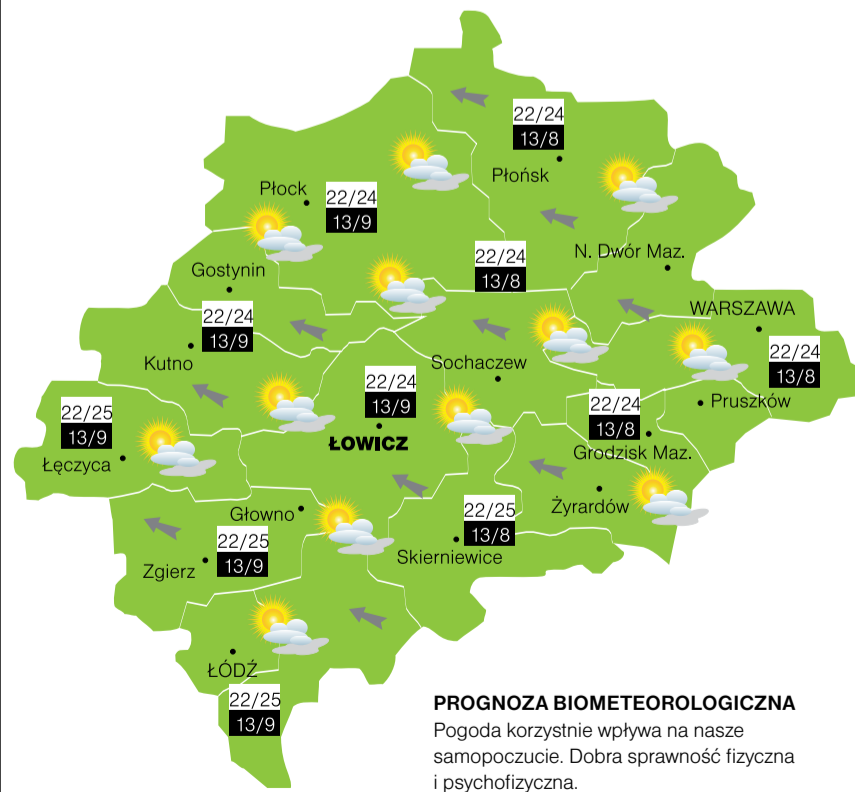 22/24
13/8
Płońsk
Płock
22/24
13/9
N. Dwór Maz.
22/24
13/8
Gostynin
WARSZAWA
22/24
13/9
Kutno
22/24
13/8
Sochaczew
22/24
13/9
ŁOWICZ
22/24
13/8
Pruszków
Grodzisk Maz.
22/25
13/9
Łęczyca
Żyrardów
Głowno
22/25
13/8
Skierniewice
22/25
13/9
Zgierz
ŁÓDŹ
22/25
13/9
PROGNOZA BIOMETEOROLOGICZNA
Pogoda korzystnie wpływa na nasze
samopoczucie. Dobra sprawność fizyczna
i psychofizyczna.